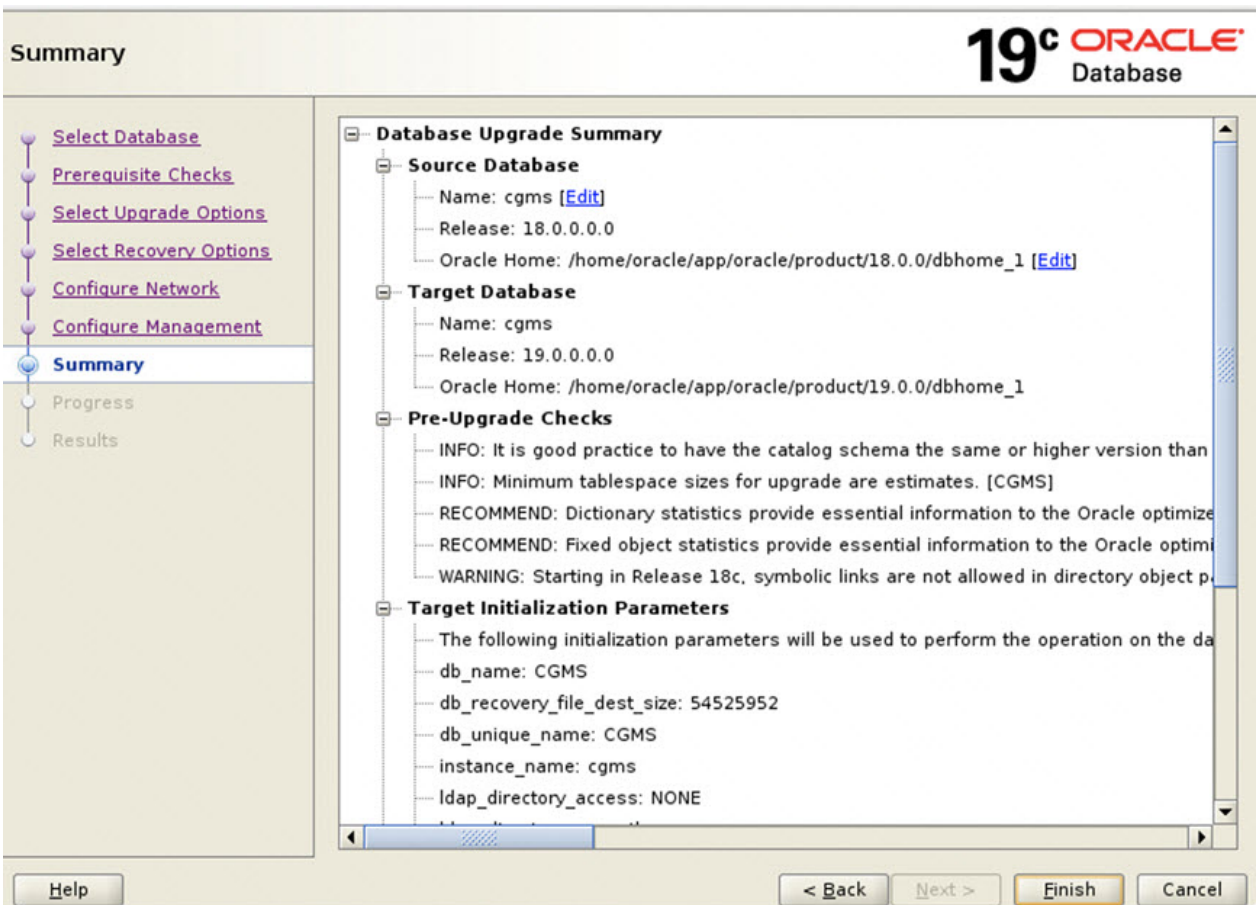 Summary
19c ORACLE
Database
Select Database
Prerequisite Checks
Select Upgrade Options
Select Recovery Options
Configure Network
Configure Management
Summary
Progress
Results
Database Upgrade Summary
Source Database
Name: cgms [Edit]
Release: 18.0.0.0.0
Oracle Home: /home/oracle/app/oracle/product/18.0.0/dbhome_1 [Edit]
Target Database
Name: cgms
Release: 19.0.0.0.0
Oracle Home: /home/oracle/app/oracle/product/19.0.0/dbhome_1
Pre-Upgrade Checks
INFO: It is good practice to have the catalog schema the same or higher version than
INFO: Minimum tablespace sizes for upgrade are estimates. [CGMS]
RECOMMEND: Dictionary statistics provide essential information to the Oracle optimize
RECOMMEND: Fixed object statistics provide essential information to the Oracle optimi
WARNING: Starting in Release 18c, symbolic links are not allowed in directory object p
Target Initialization Parameters
The following initialization parameters will be used to perform the operation on the da
db_name: CGMS
db_recovery_file_dest_size: 54525952
db_unique_name: CGMS
instance_name: cgms
ldap_directory_access: NONE
Help
< Back
Next >
Finish
Cancel